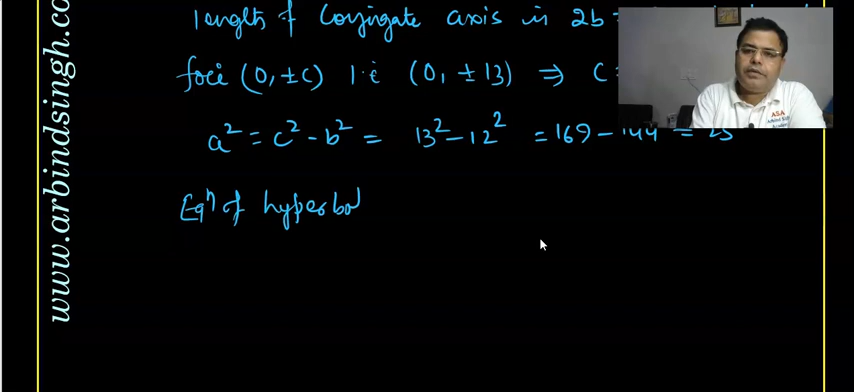 length of Conjugate axis is 2b =
foci (0, ±c) i.e (0, ±13) ⇒ c =
a² = c² - b² = 13² - 12² = 169 - 144 = 25
Eqⁿ of hyperbol
www.arbindsingh.co
ASA